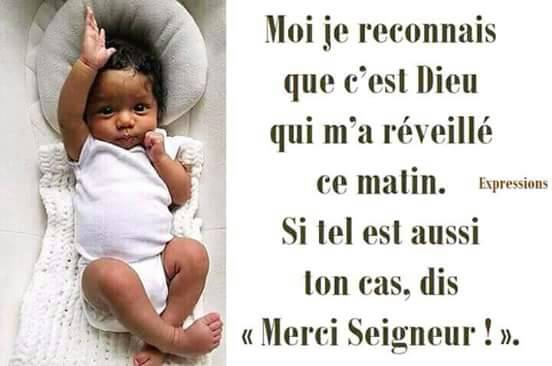 Moi je reconnais
que c’est Dieu
qui m’a réveillé
ce matin.
Expressions
Si tel est aussi
ton cas, dis
« Merci Seigneur ! ».